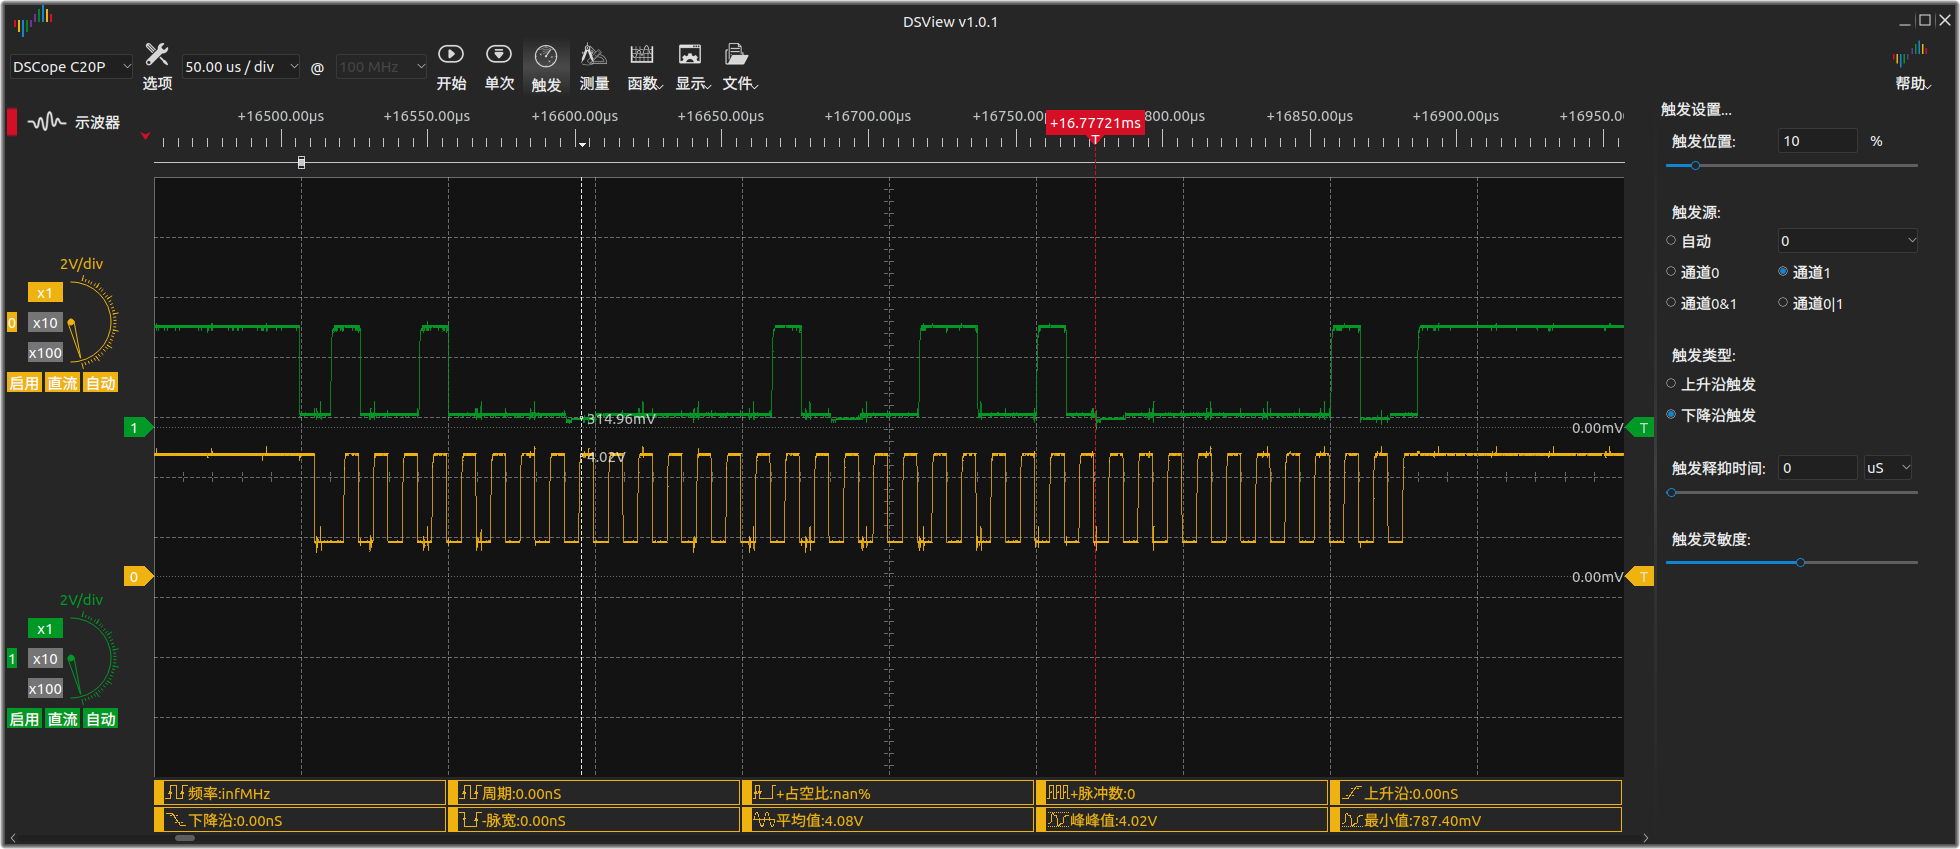 DSView v1.0.1
DSCope C20P
选项
50.00 us / div
@
100 MHz
开始
单次
触发
测量
函数
显示
文件
帮助
示波器
+16500.00µs
+16550.00µs
+16600.00µs
+16650.00µs
+16700.00µs
+16750.0
+16.77721ms
T
800.00µs
+16850.00µs
+16900.00µs
+16950.0
2V/div
x1
0
x10
x100
启用
直流
自动
1
314.96mV
0.00mV
T
4.02V
0
0.00mV
T
2V/div
x1
1
x10
x100
启用
直流
自动
频率:infMHz
周期:0.00nS
+占空比:nan%
+脉冲数:0
上升沿:0.00nS
下降沿:0.00nS
-脉宽:0.00nS
平均值:4.08V
峰峰值:4.02V
最小值:787.40mV
触发设置...
触发位置:
10
%
触发源:
自动
0
通道0
通道1
通道0&1
通道0|1
触发类型:
上升沿触发
下降沿触发
触发释抑时间:
0
uS
触发灵敏度: